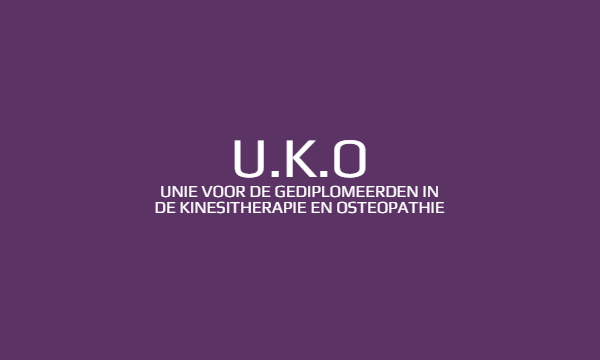 U.K.O
UNIE VOOR DE GEDIPLOMEERDEN IN
DE KINESITHERAPIE EN OSTEOPATHIE